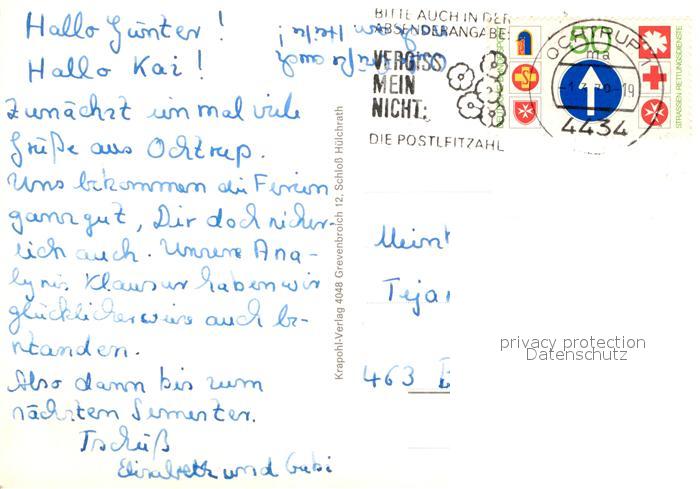 Hallo Günter !
Hallo Kai !
Zunächst einmal viele
Grüße aus Ochtrup.
Uns bekommen die Ferien
ganz gut, Dir doch sicher-
lich auch. Unsere Ana-
lysis Klausur haben wir
glücklicherweise auch be-
standen.
Also dann bis zum
nächsten Semester.
Tschüß
Elisabeth und Gabi
Krapohl-Verlag 4048 Grevenbroich 12, Schloß Hülchrath
BITTE AUCH IN DER
ABSENDERANGABE:
VERGISS
MEIN
NICHT:
DIE POSTLEITZAHL
50
OCHTRUP 1
4434
STRASSEN-RETTUNGSDIENSTE
Teja
463
privacy protection
Datenschutz